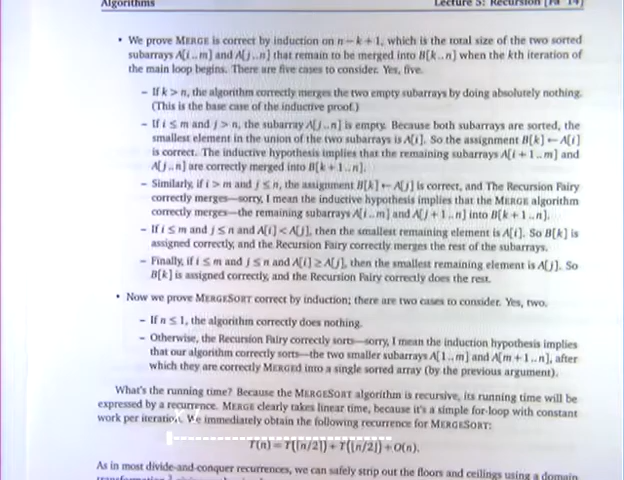 Algorithms Lecture 5: Recursion [Fa '14]
• We prove MERGE is correct by induction on n − k + 1, which is the total size of the two sorted
subarrays A[i .. m] and A[j .. n] that remain to be merged into B[k .. n] when the kth iteration of
the main loop begins. There are five cases to consider. Yes, five.
– If k > n, the algorithm correctly merges the two empty subarrays by doing absolutely nothing.
(This is the base case of the inductive proof.)
– If i ≤ m and j > n, the subarray A[j .. n] is empty. Because both subarrays are sorted, the
smallest element in the union of the two subarrays is A[i]. So the assignment B[k] ← A[i]
is correct. The inductive hypothesis implies that the remaining subarrays A[i + 1 .. m] and
A[j .. n] are correctly merged into B[k + 1 .. n].
– Similarly, if i > m and j ≤ n, the assignment B[k] ← A[j] is correct, and The Recursion Fairy
correctly merges—sorry, I mean the inductive hypothesis implies that the MERGE algorithm
correctly merges—the remaining subarrays A[i .. m] and A[j + 1 .. n] into B[k + 1 .. n].
– If i ≤ m and j ≤ n and A[i] < A[j], then the smallest remaining element is A[i]. So B[k] is
assigned correctly, and the Recursion Fairy correctly merges the rest of the subarrays.
– Finally, if i ≤ m and j ≤ n and A[i] ≥ A[j], then the smallest remaining element is A[j]. So
B[k] is assigned correctly, and the Recursion Fairy correctly does the rest.
• Now we prove MERGESORT correct by induction; there are two cases to consider. Yes, two.
– If n ≤ 1, the algorithm correctly does nothing.
– Otherwise, the Recursion Fairy correctly sorts—sorry, I mean the induction hypothesis implies
that our algorithm correctly sorts—the two smaller subarrays A[1 .. m] and A[m + 1 .. n], after
which they are correctly MERGED into a single sorted array (by the previous argument).
What's the running time? Because the MERGESORT algorithm is recursive, its running time will be
expressed by a recurrence. MERGE clearly takes linear time, because it's a simple for-loop with constant
work per iteration. We immediately obtain the following recurrence for MERGESORT:
T(n) = T(⌈n/2⌉) + T(⌊n/2⌋) + O(n).
As in most divide-and-conquer recurrences, we can safely strip out the floors and ceilings using a domain